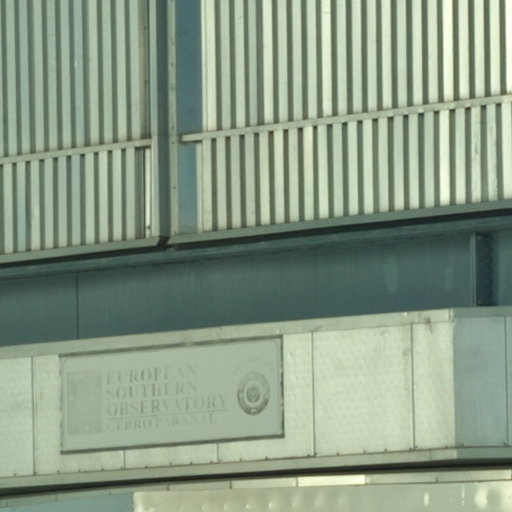 EUROPEAN
SOUTHERN
OBSERVATORY
CERRO PARANAL